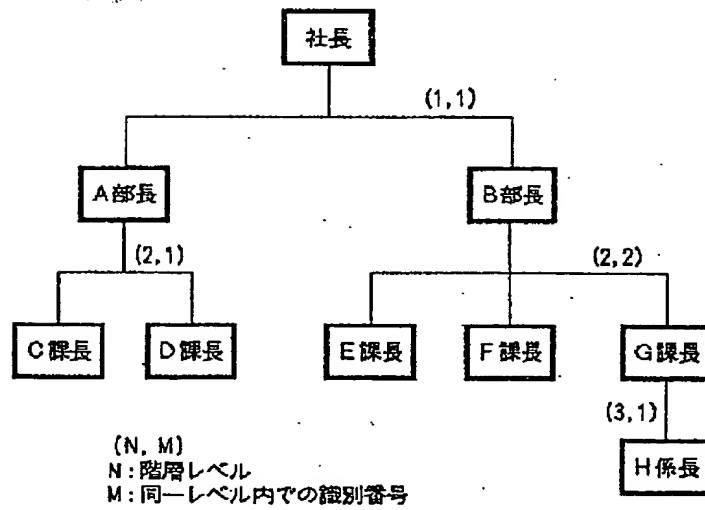 社長
(1,1)
A部長
B部長
(2,1)
(2,2)
C課長
D課長
E課長
F課長
G課長
(3,1)
H係長
(N, M)
N:階層レベル
M:同一レベル内での識別番号